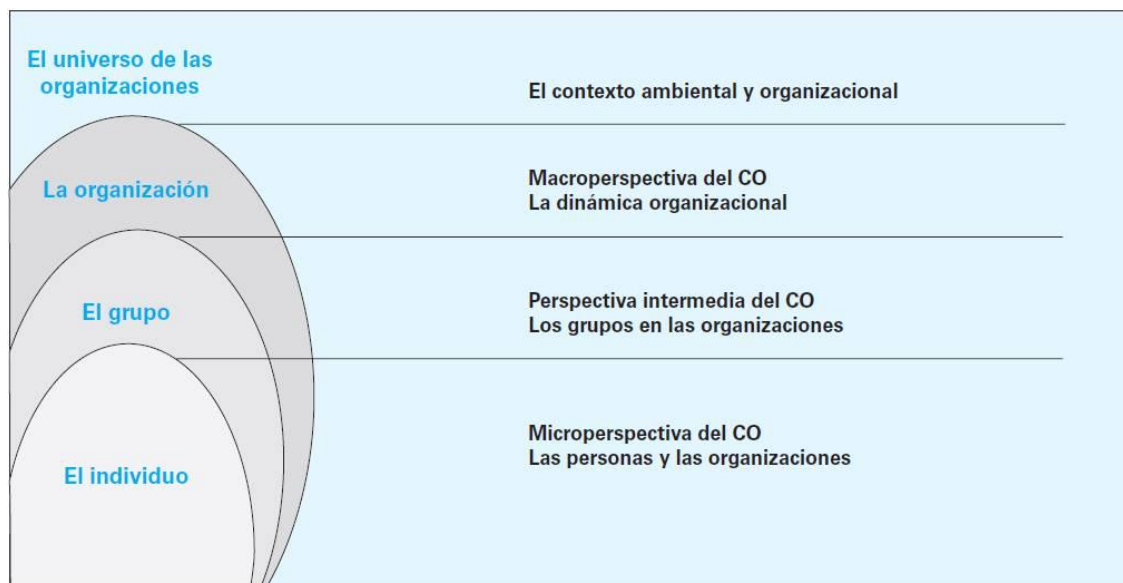 El universo de las
organizaciones
El contexto ambiental y organizacional
La organización
Macroperspectiva del CO
La dinámica organizacional
El grupo
Perspectiva intermedia del CO
Los grupos en las organizaciones
El individuo
Microperspectiva del CO
Las personas y las organizaciones